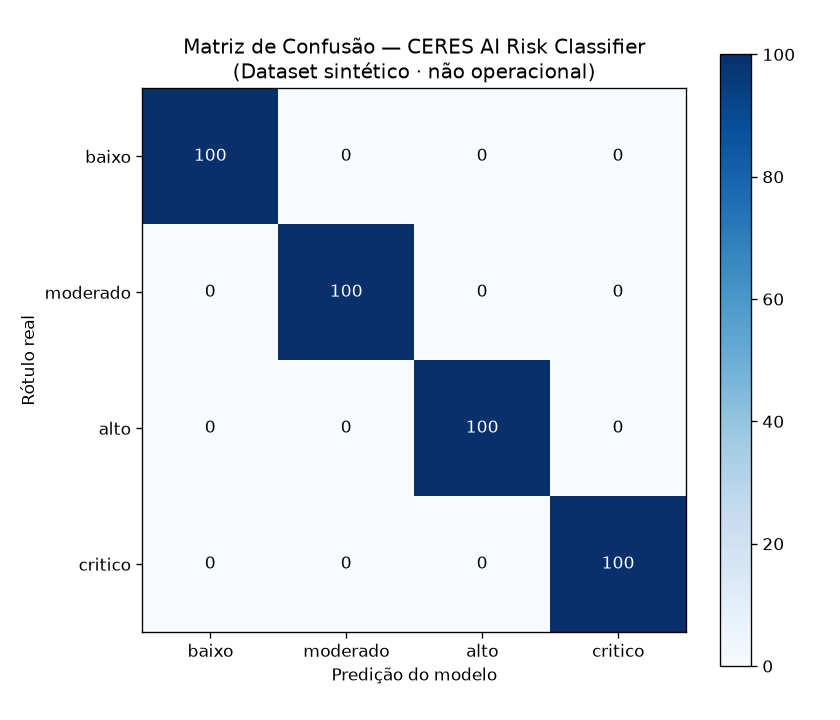 Matriz de Confusão — CERES AI Risk Classifier
(Dataset sintético · não operacional)
100
baixo 100 0 0 0
80
moderado 0 100 0 0
60
Rótulo real
40
alto 0 0 100 0
20
critico 0 0 0 100
0
baixo moderado alto critico
Predição do modelo